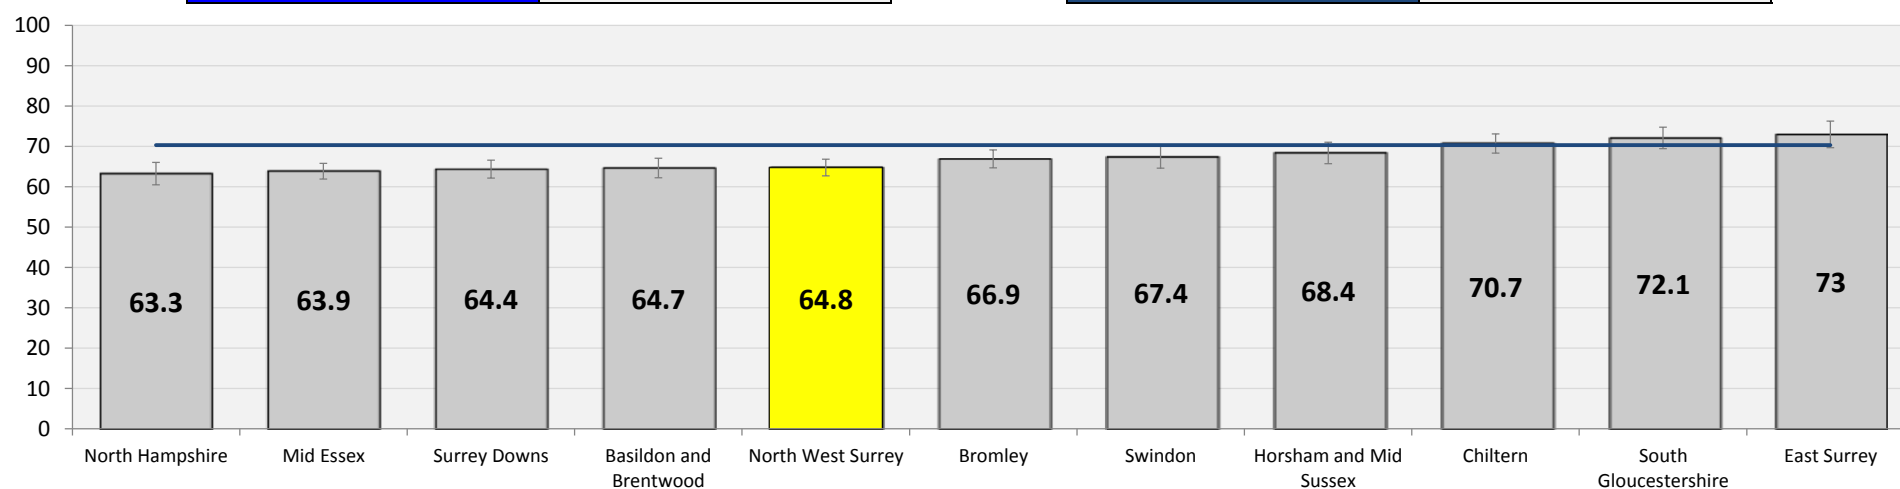 100
90
80
70
60
50
40
30
20
10
0
63.3
63.9
64.4
64.7
64.8
66.9
67.4
68.4
70.7
72.1
73
North Hampshire
Mid Essex
Surrey Downs
Basildon and
Brentwood
North West Surrey
Bromley
Swindon
Horsham and Mid
Sussex
Chiltern
South
Gloucestershire
East Surrey